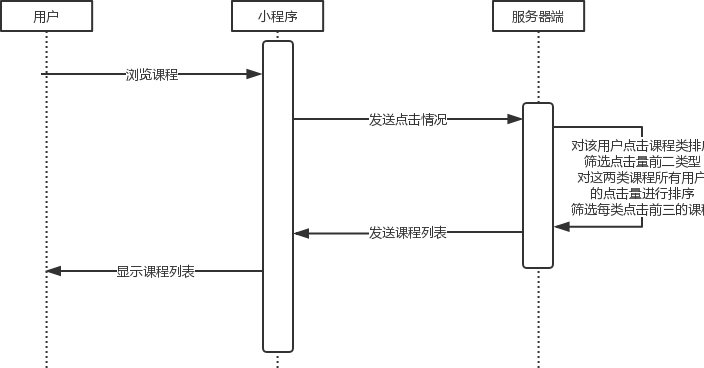 用户
小程序
服务器端
浏览课程
发送点击情况
对该用户点击课程类排
筛选点击量前二类型
对这两类课程所有用户
的点击量进行排序
筛选每类点击前三的课
发送课程列表
显示课程列表